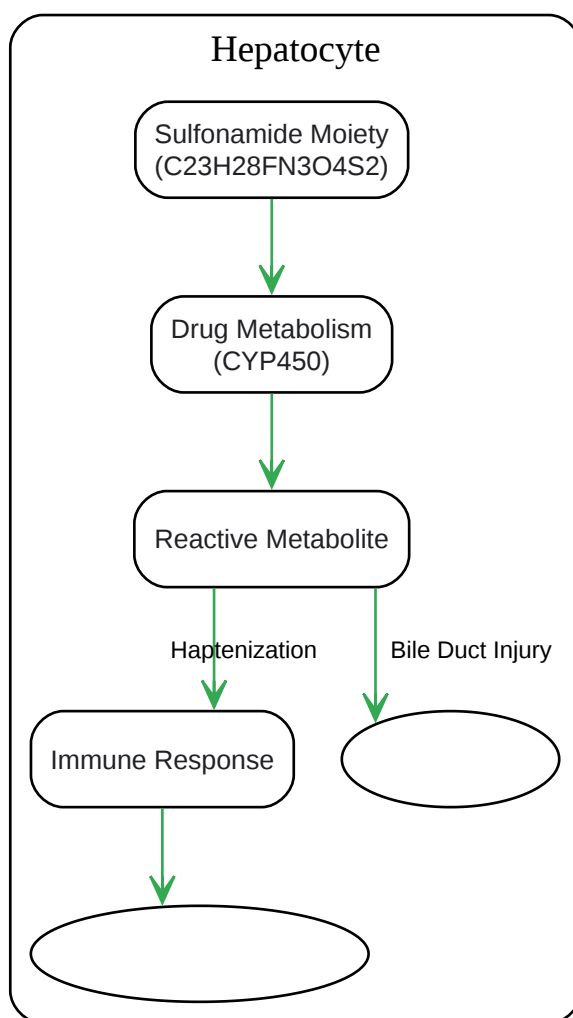 Hepatocyte
Sulfonamide Moiety
(C23H28FN3O4S2)
Drug Metabolism
(CYP450)
Reactive Metabolite
Haptenization
Bile Duct Injury
Immune Response